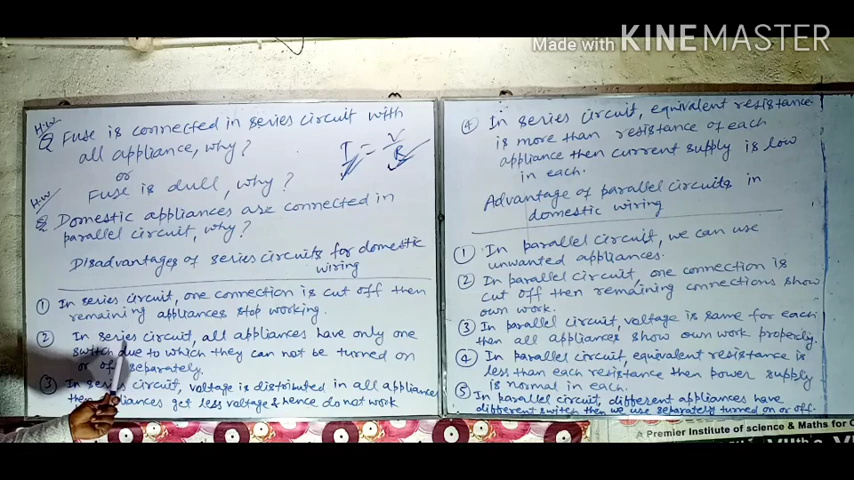 Made with KINEMASTER
H.W.
Q Fuse is connected in series circuit with
all appliance, why?
or
Fuse is dull, why?
I = V/R
H.W
Q Domestic appliances are connected in
parallel circuit, why?
Disadvantages of series circuits for domestic
wiring
① In series circuit, one connection is cut off then
remaining appliances stop working.
② In series circuit, all appliances have only one
switch due to which they can not be turned on
or off separately.
③ In series circuit, voltage is distributed in all appliances
then appliances get less voltage & hence do not work
④ In series circuit, equivalent resistance
is more than resistance of each
appliance then current supply is low
in each.
Advantage of parallel circuits in
domestic wiring
① In parallel circuit, we can use
unwanted appliances.
② In parallel circuit, one connection is
cut off then remaining connections show
own work.
③ In parallel circuit, voltage is same for each
then all appliances show own work properly.
④ In parallel circuit, equivalent resistance is
less than each resistance then power supply
is normal in each.
⑤ In parallel circuit, different appliances have
different switch then we use separately turned on or off.
A Premier Institute of science & Maths for C